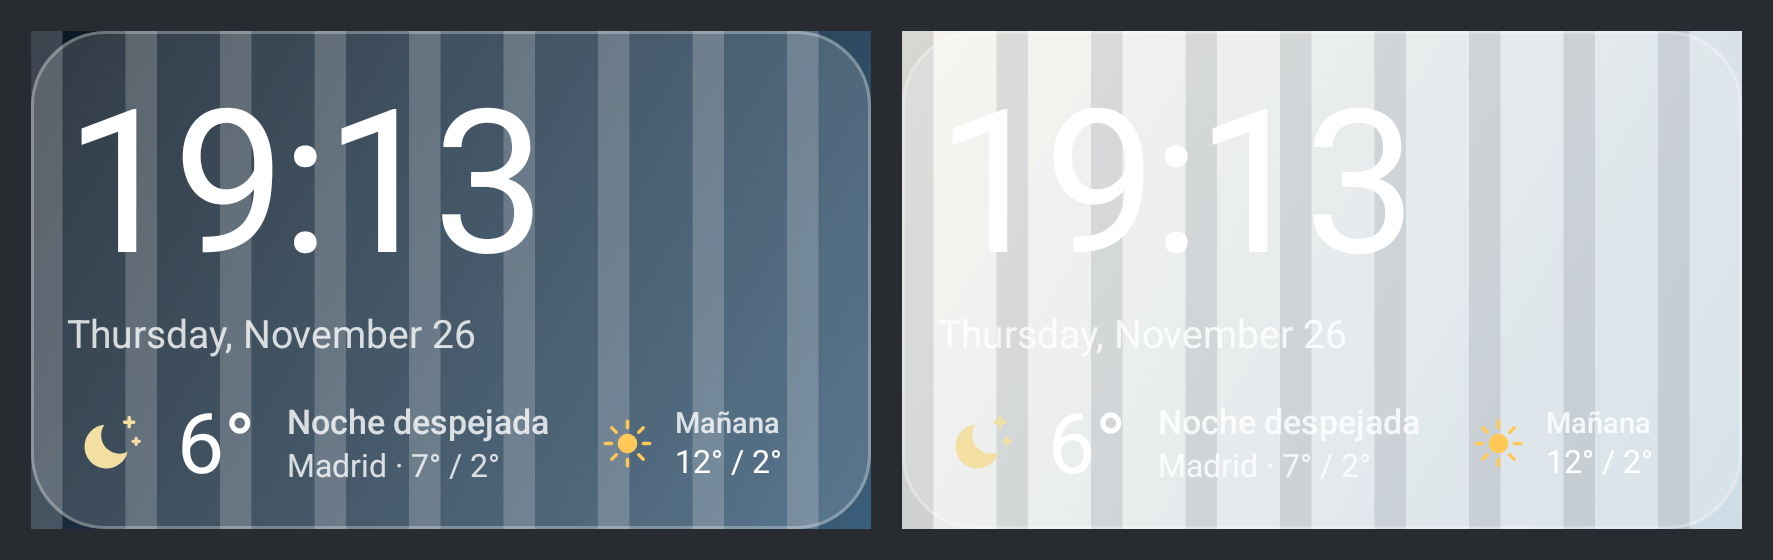 19:13
Thursday, November 26
6°
Noche despejada
Madrid · 7° / 2°
Mañana
12° / 2°
19:13
Thursday, November 26
6°
Noche despejada
Madrid · 7° / 2°
Mañana
12° / 2°